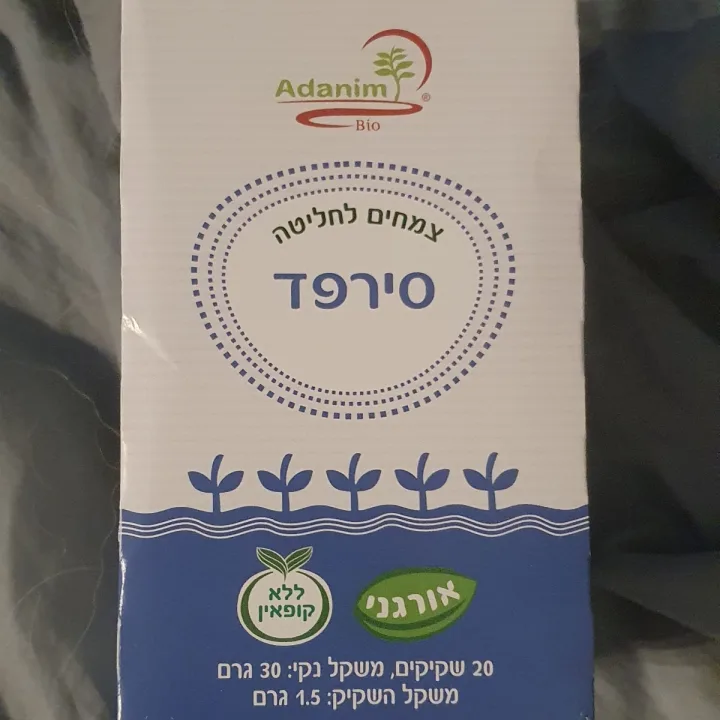 Adanim®
Bio
צמחים לחליטה
סירפד
ללא
קופאין
אורגני
20 שקיקים, משקל נקי: 30 גרם
משקל השקיק: 1.5 גרם